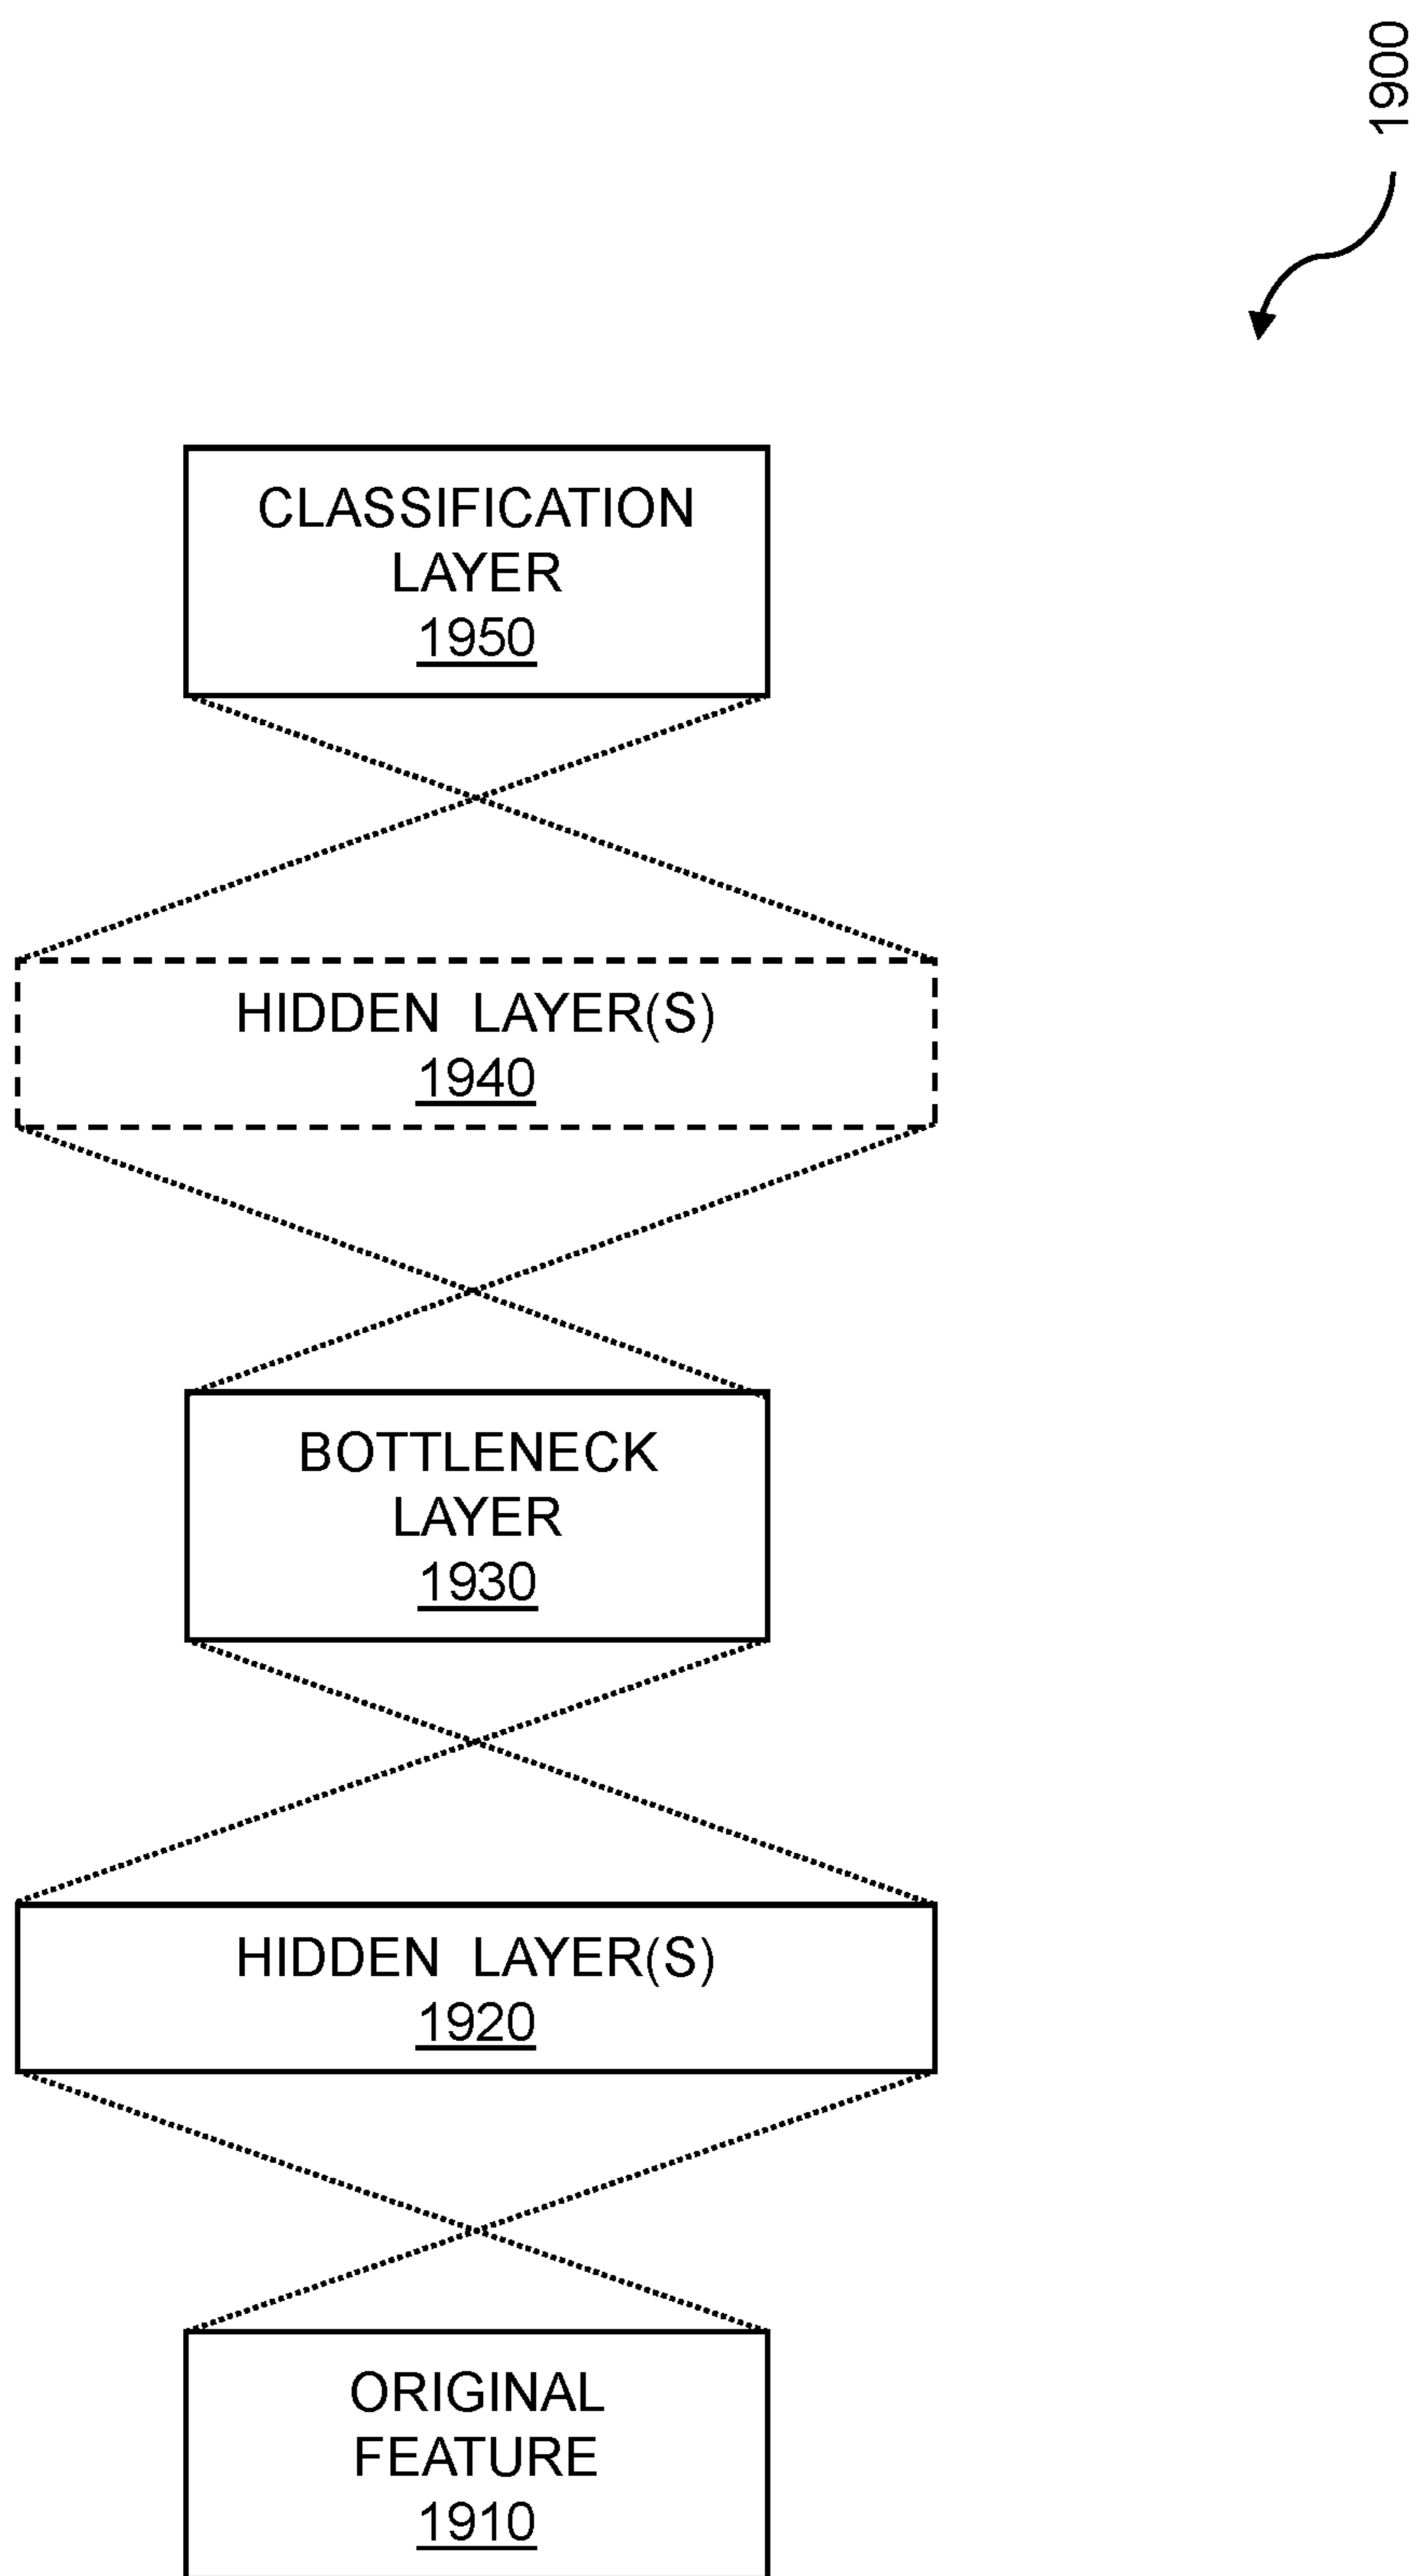 1900
CLASSIFICATION
LAYER
1950
HIDDEN LAYER(S)
1940
BOTTLENECK
LAYER
1930
HIDDEN LAYER(S)
1920
ORIGINAL
FEATURE
1910